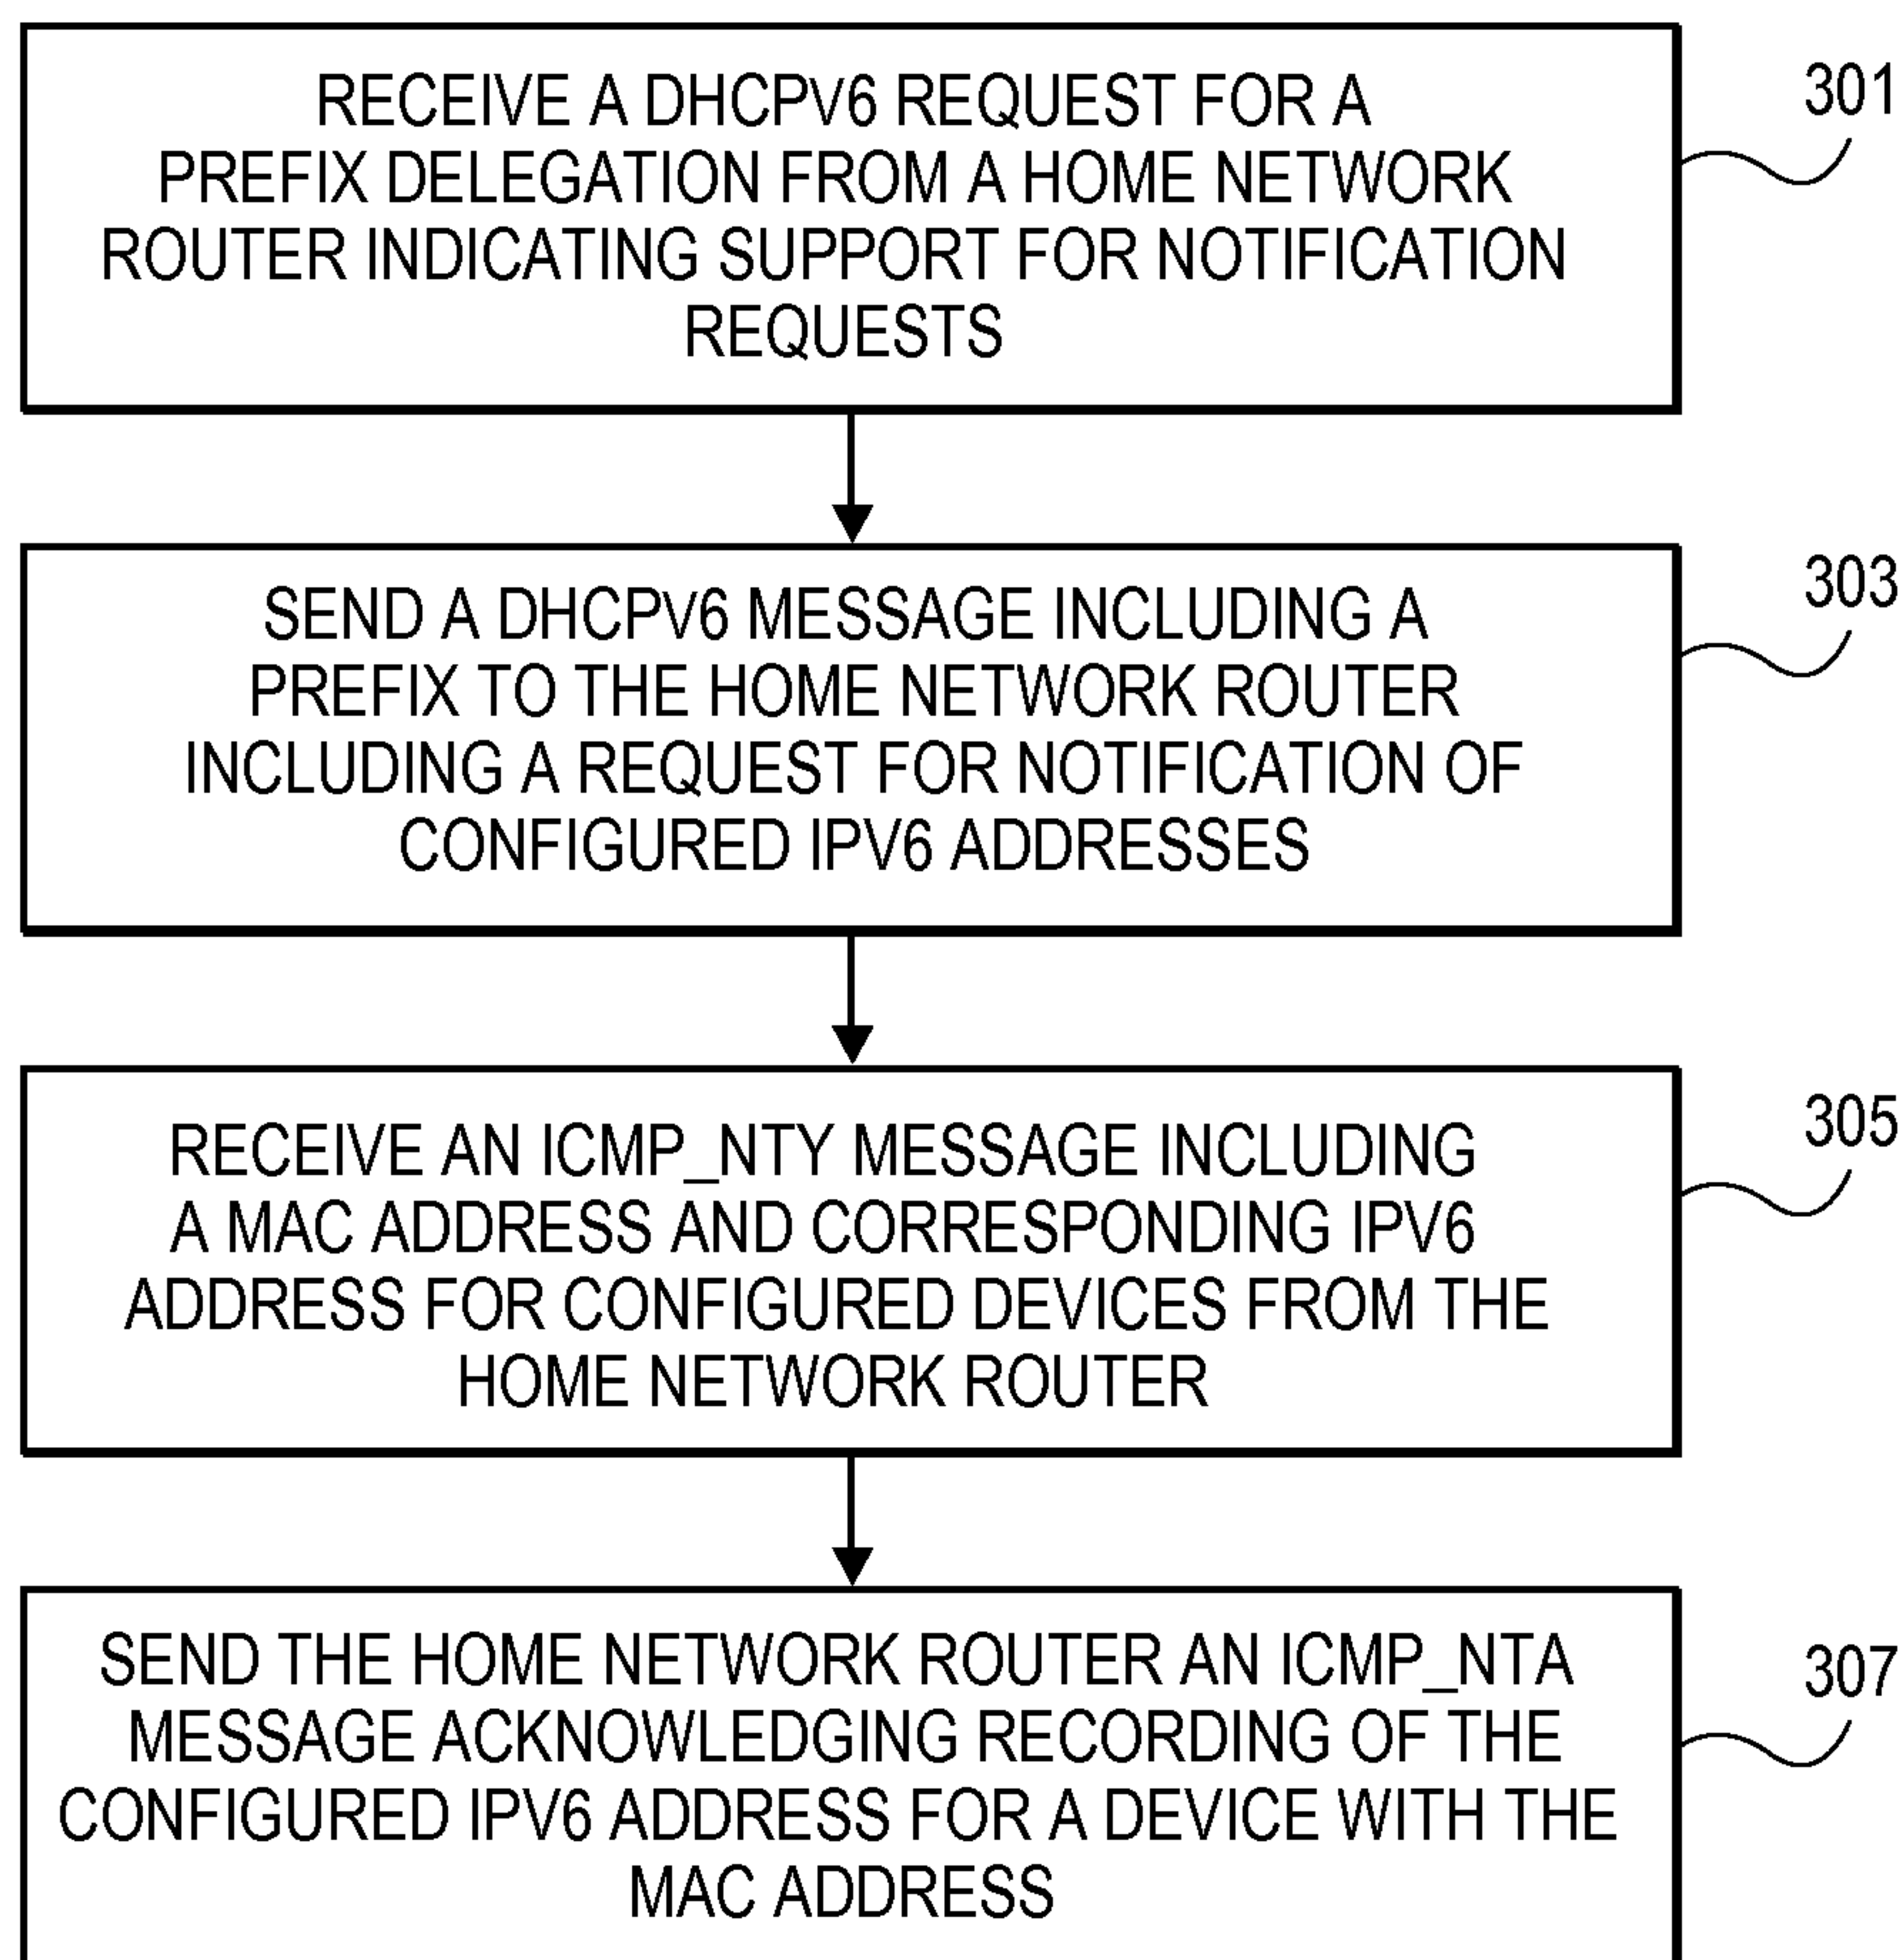 RECEIVE A DHCPV6 REQUEST FOR A
PREFIX DELEGATION FROM A HOME NETWORK
ROUTER INDICATING SUPPORT FOR NOTIFICATION
REQUESTS
301
SEND A DHCPV6 MESSAGE INCLUDING A
PREFIX TO THE HOME NETWORK ROUTER
INCLUDING A REQUEST FOR NOTIFICATION OF
CONFIGURED IPV6 ADDRESSES
303
RECEIVE AN ICMP_NTY MESSAGE INCLUDING
A MAC ADDRESS AND CORRESPONDING IPV6
ADDRESS FOR CONFIGURED DEVICES FROM THE
HOME NETWORK ROUTER
305
SEND THE HOME NETWORK ROUTER AN ICMP_NTA
MESSAGE ACKNOWLEDGING RECORDING OF THE
CONFIGURED IPV6 ADDRESS FOR A DEVICE WITH THE
MAC ADDRESS
307